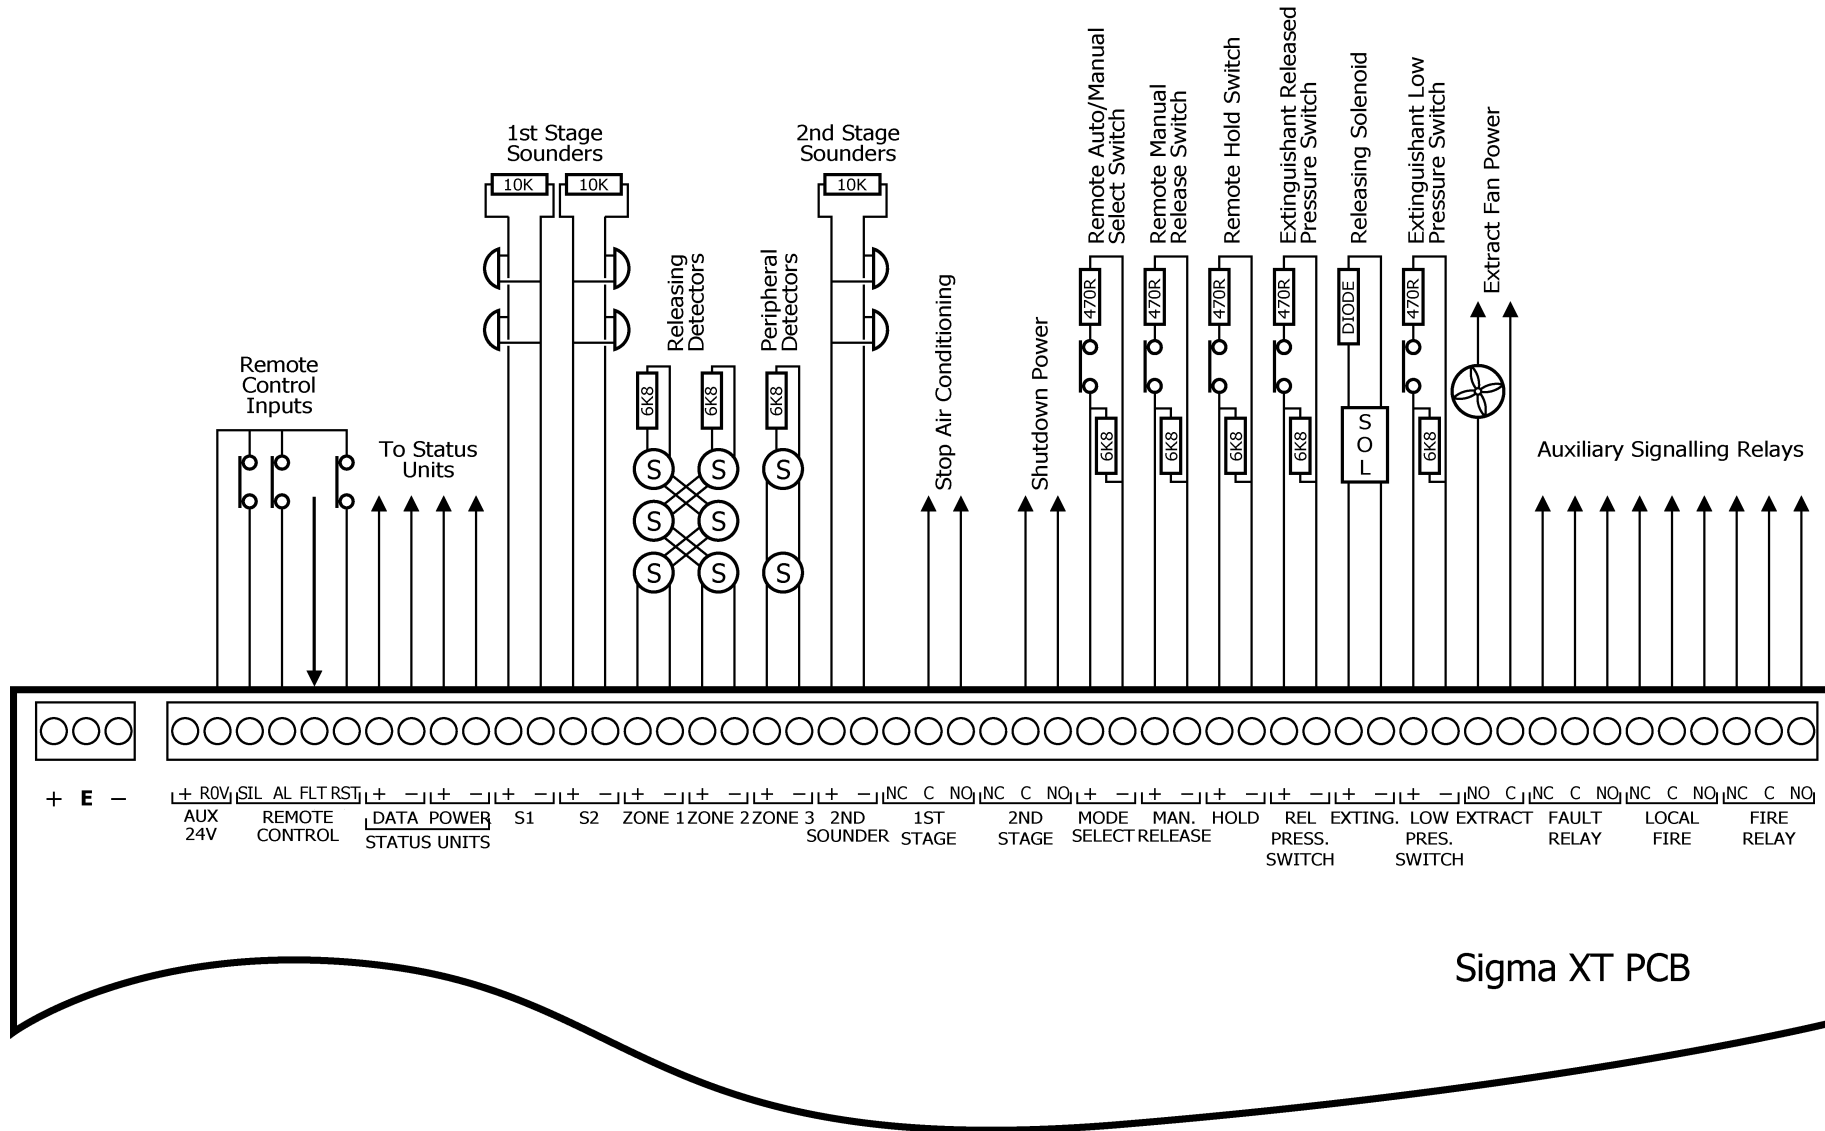 1st Stage
Sounders
10K
10K
2nd Stage
Sounders
10K
Remote Auto/Manual
Select Switch
Remote Manual
Release Switch
Remote Hold Switch
Extinguishant Released
Pressure Switch
Releasing Solenoid
Extinguishant Low
Pressure Switch
Extract Fan Power
Releasing
Detectors
Peripheral
Detectors
Stop Air Conditioning
Shutdown Power
470R
470R
470R
470R
DIODE
470R
Remote
Control
Inputs
To Status
Units
6K8
6K8
6K8
6K8
6K8
6K8
6K8
S
O
L
6K8
Auxiliary Signalling Relays
S
S
S
S
S
S
S
S
+ E −
+ R0V SIL AL FLT RST + − + − + − + − + − + − + − + − NC C NO NC C NO + − + − + − + − + − + − NO C NC C NO NC C NO NC C NO
AUX
24V
REMOTE
CONTROL
DATA POWER
STATUS UNITS
S1
S2
ZONE 1
ZONE 2
ZONE 3
2ND
SOUNDER
1ST
STAGE
2ND
STAGE
MODE
SELECT
MAN.
RELEASE
HOLD
REL
PRESS.
SWITCH
EXTING.
LOW
PRES.
SWITCH
EXTRACT
FAULT
RELAY
LOCAL
FIRE
FIRE
RELAY
Sigma XT PCB